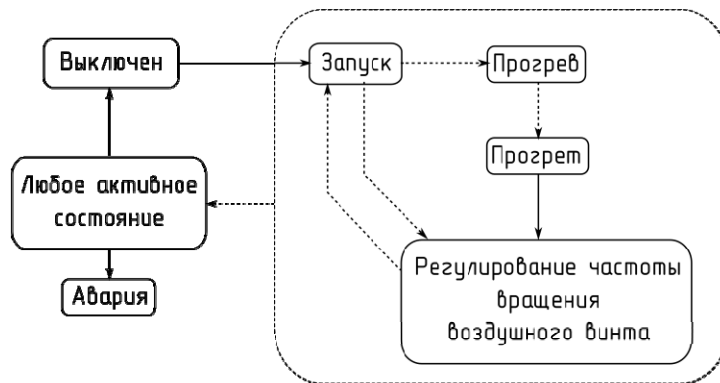 Выключен
Запуск
Прогрев
Прогрет
Любое активное
состояние
Авария
Регулирование частоты
вращения
воздушного винта